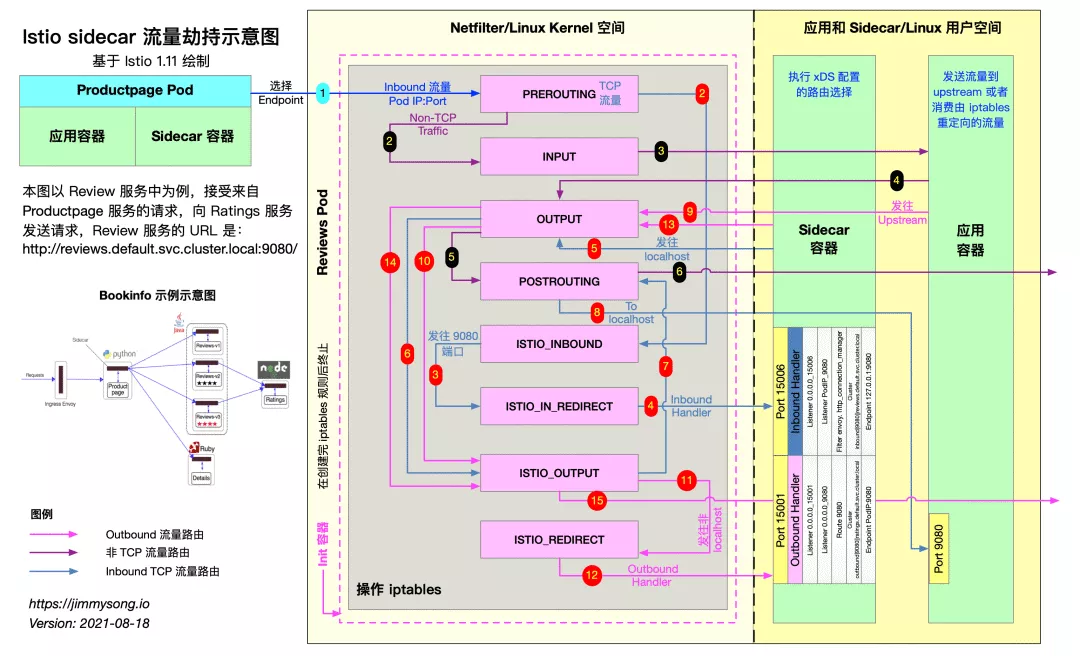 Istio sidecar 流量劫持示意图
基于 Istio 1.11 绘制
Productpage Pod
应用容器
Sidecar 容器
选择
Endpoint
本图以 Review 服务中为例，接受来自
Productpage 服务的请求，向 Ratings 服务
发送请求，Review 服务的 URL 是：
http://reviews.default.svc.cluster.local:9080/
Bookinfo 示例示意图
Java
Reviews-v1
Sidecar
python
Reviews-v2
★★★★
node
Requests
Product
page
Ratings
Ingress Envoy
Reviews-v3
★★★★
Ruby
Details
图例
Outbound 流量路由
非 TCP 流量路由
Inbound TCP 流量路由
https://jimmysong.io
Version: 2021-08-18
Netfilter/Linux Kernel 空间
Reviews Pod
在创建完 iptables 规则后终止
Init 容器
1
Inbound 流量
Pod IP:Port
PREROUTING
TCP
流量
2
Non-TCP
Traffic
2
INPUT
3
4
OUTPUT
9
发往
Upstream
13
5
发往
localhost
14
10
5
POSTROUTING
6
8
To
localhost
发往 9080
端口
ISTIO_INBOUND
6
3
7
ISTIO_IN_REDIRECT
4
Inbound
Handler
ISTIO_OUTPUT
11
15
发往非
localhost
ISTIO_REDIRECT
12
Outbound
Handler
操作 iptables
应用和 Sidecar/Linux 用户空间
执行 xDS 配置
的路由选择
发送流量到
upstream 或者
消费由 iptables
重定向的流量
Sidecar
容器
应用
容器
Port 15006
Inbound Handler
Listener 0.0.0.0_15006
Listener PodIP_9080
Filter envoy. http_connection_manager
Cluster
inbound|9080||reviews.default.svc.cluster.local
Endpoint 127.0.0.1:9080
Port 15001
Outbound Handler
Listener 0.0.0.0_15001
Listener 0.0.0.0_9080
Route 9080
Cluster
outbound|9080||ratings.default.svc.cluster.local
Endpoint PodIP:9080
Port 9080